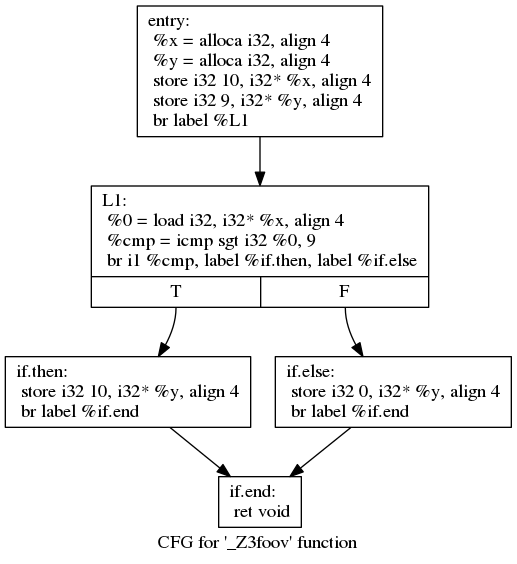 entry:
%x = alloca i32, align 4
%y = alloca i32, align 4
store i32 10, i32* %x, align 4
store i32 9, i32* %y, align 4
br label %L1
L1:
%0 = load i32, i32* %x, align 4
%cmp = icmp sgt i32 %0, 9
br i1 %cmp, label %if.then, label %if.else
T
F
if.then:
store i32 10, i32* %y, align 4
br label %if.end
if.else:
store i32 0, i32* %y, align 4
br label %if.end
if.end:
ret void
CFG for '_Z3foov' function